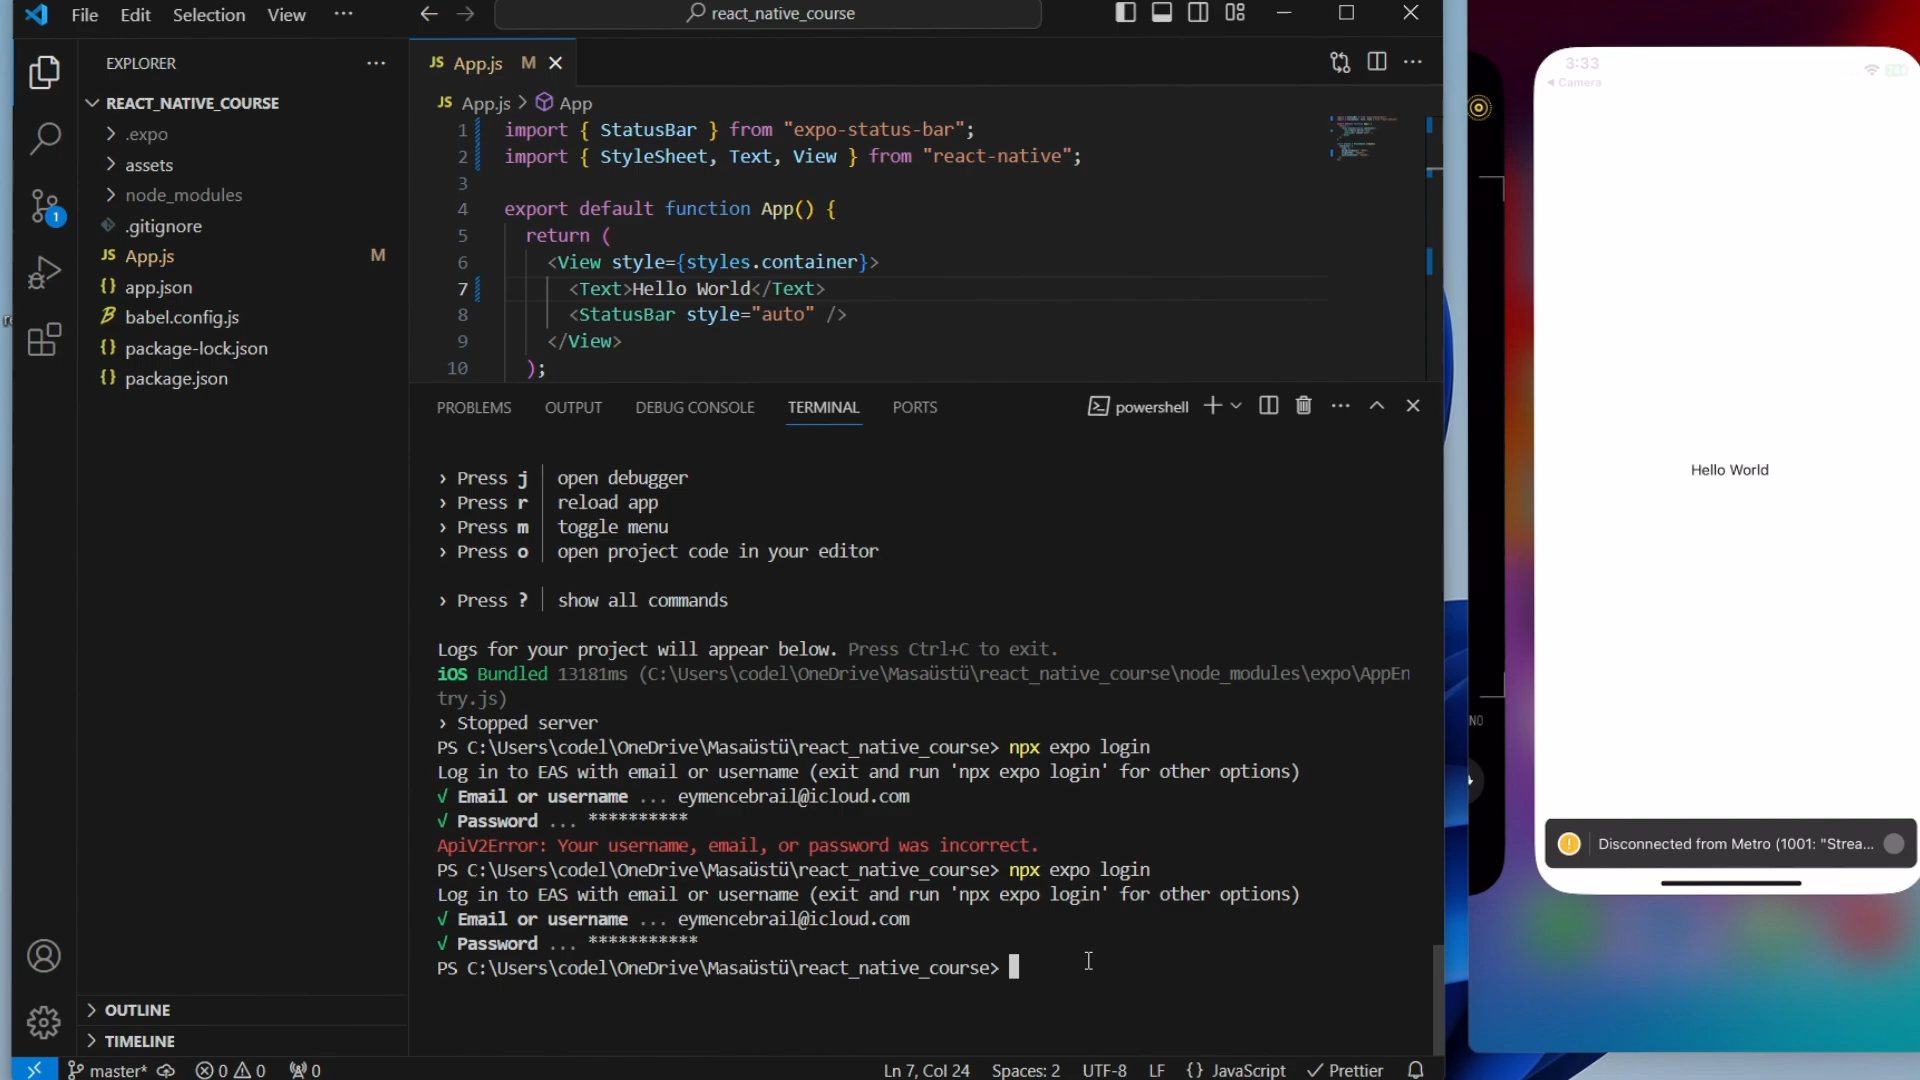 File Edit Selection View ··· react_native_course
EXPLORER
REACT_NATIVE_COURSE
.expo
assets
node_modules
.gitignore
JS App.js M
{} app.json
babel.config.js
{} package-lock.json
{} package.json
OUTLINE
TIMELINE
1
JS App.js M
JS App.js > App
1 import { StatusBar } from "expo-status-bar";
2 import { StyleSheet, Text, View } from "react-native";
3
4 export default function App() {
5 return (
6 <View style={styles.container}>
7 <Text>Hello World</Text>
8 <StatusBar style="auto" />
9 </View>
10 );
PROBLEMS OUTPUT DEBUG CONSOLE TERMINAL PORTS powershell
› Press j │ open debugger
› Press r │ reload app
› Press m │ toggle menu
› Press o │ open project code in your editor
› Press ? │ show all commands
Logs for your project will appear below. Press Ctrl+C to exit.
iOS Bundled 13181ms (C:\Users\codel\OneDrive\Masaüstü\react_native_course\node_modules\expo\AppEn
try.js)
› Stopped server
PS C:\Users\codel\OneDrive\Masaüstü\react_native_course> npx expo login
Log in to EAS with email or username (exit and run 'npx expo login' for other options)
√ Email or username ... eymencebrail@icloud.com
√ Password ... **********
ApiV2Error: Your username, email, or password was incorrect.
PS C:\Users\codel\OneDrive\Masaüstü\react_native_course> npx expo login
Log in to EAS with email or username (exit and run 'npx expo login' for other options)
√ Email or username ... eymencebrail@icloud.com
√ Password ... ***********
PS C:\Users\codel\OneDrive\Masaüstü\react_native_course>
master* 0 0 0 Ln 7, Col 24 Spaces: 2 UTF-8 LF {} JavaScript Prettier
3:33
Camera
Hello World
Disconnected from Metro (1001: "Strea...